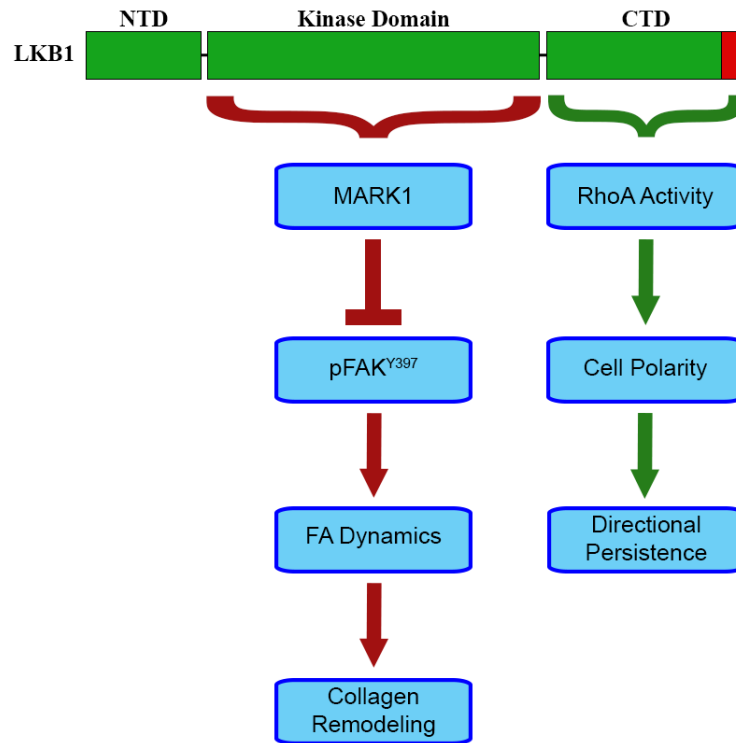 NTD Kinase Domain CTD
LKB1
MARK1
RhoA Activity
pFAKY397
Cell Polarity
FA Dynamics
Directional
Persistence
Collagen
Remodeling